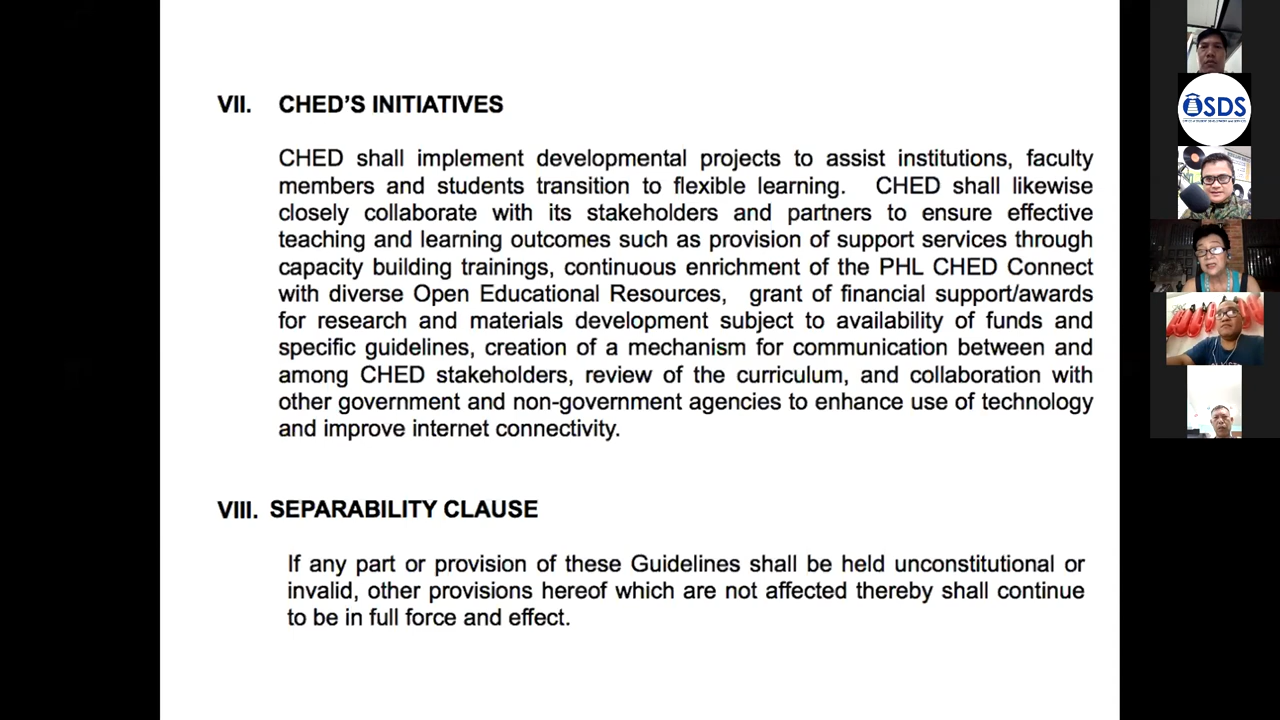 VII. CHED'S INITIATIVES
CHED shall implement developmental projects to assist institutions, faculty
members and students transition to flexible learning. CHED shall likewise
closely collaborate with its stakeholders and partners to ensure effective
teaching and learning outcomes such as provision of support services through
capacity building trainings, continuous enrichment of the PHL CHED Connect
with diverse Open Educational Resources, grant of financial support/awards
for research and materials development subject to availability of funds and
specific guidelines, creation of a mechanism for communication between and
among CHED stakeholders, review of the curriculum, and collaboration with
other government and non-government agencies to enhance use of technology
and improve internet connectivity.
VIII. SEPARABILITY CLAUSE
If any part or provision of these Guidelines shall be held unconstitutional or
invalid, other provisions hereof which are not affected thereby shall continue
to be in full force and effect.
OSDS